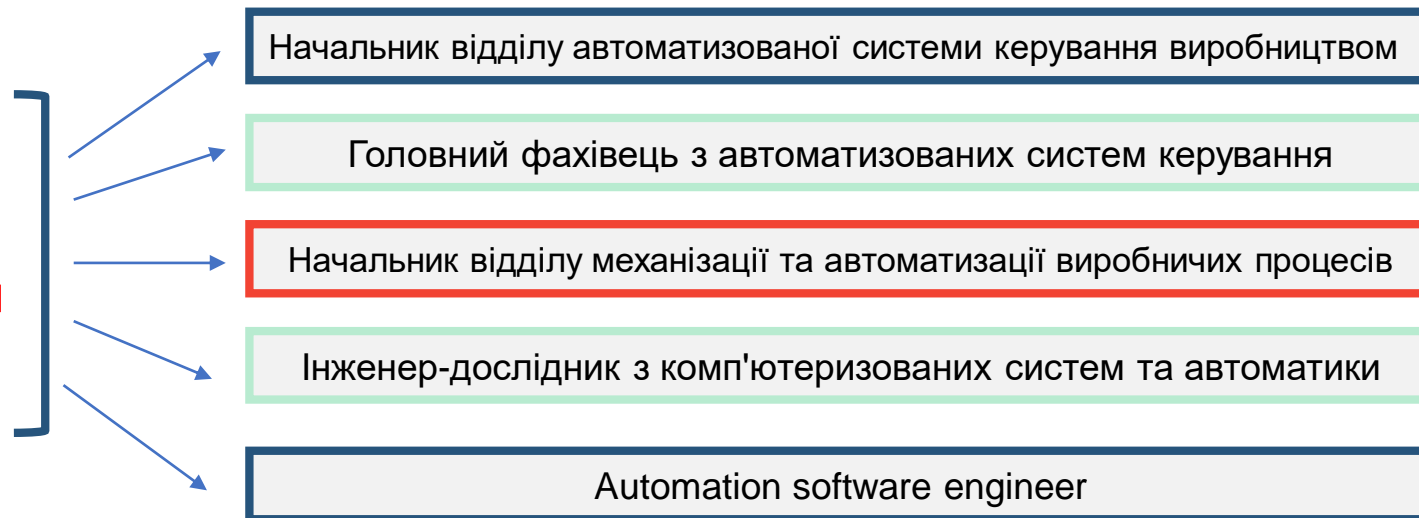 Начальник відділу автоматизованої системи керування виробництвом
Головний фахівець з автоматизованих систем керування
Начальник відділу механізації та автоматизації виробничих процесів
Інженер-дослідник з комп'ютеризованих систем та автоматики
Automation software engineer